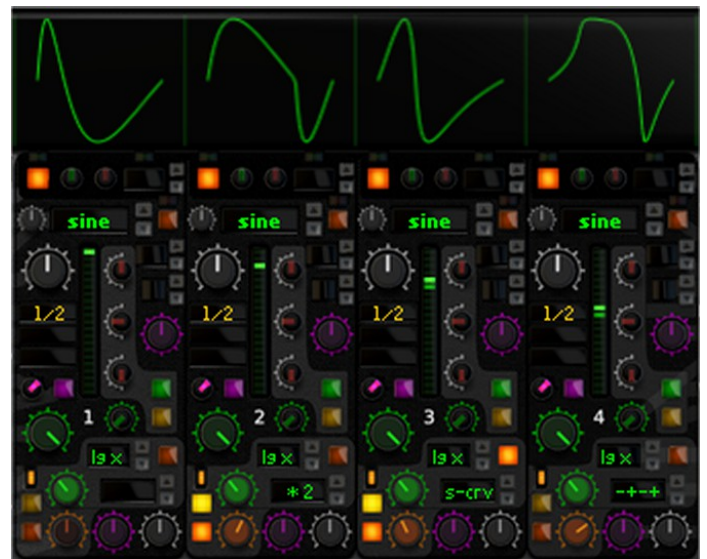 sine sine sine sine
1/2 1/2 1/2 1/2
1 2 3 4
lg x lg x lg x lg x
*2 s-crv -+-+